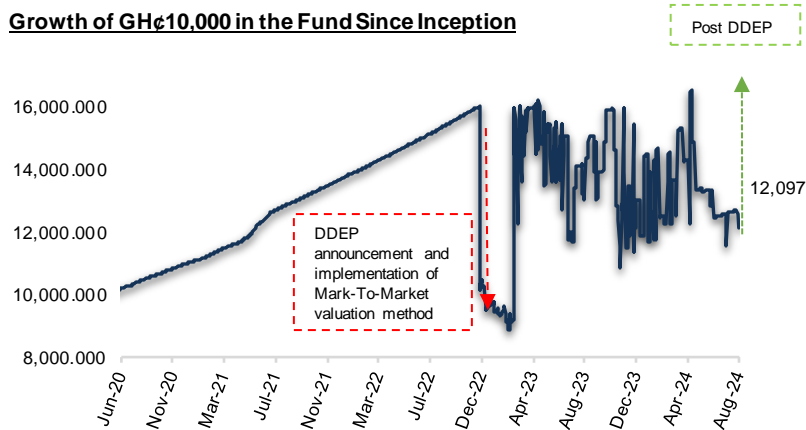 Growth of GH¢10,000 in the Fund Since Inception
Post DDEP
16,000.000
14,000.000
12,000.000
10,000.000
8,000.000
12,097
DDEP
announcement and
implementation of
Mark-To-Market
valuation method
Jun-20
Nov-20
Mar-21
Jul-21
Nov-21
Mar-22
Jul-22
Dec-22
Apr-23
Aug-23
Dec-23
Apr-24
Aug-24